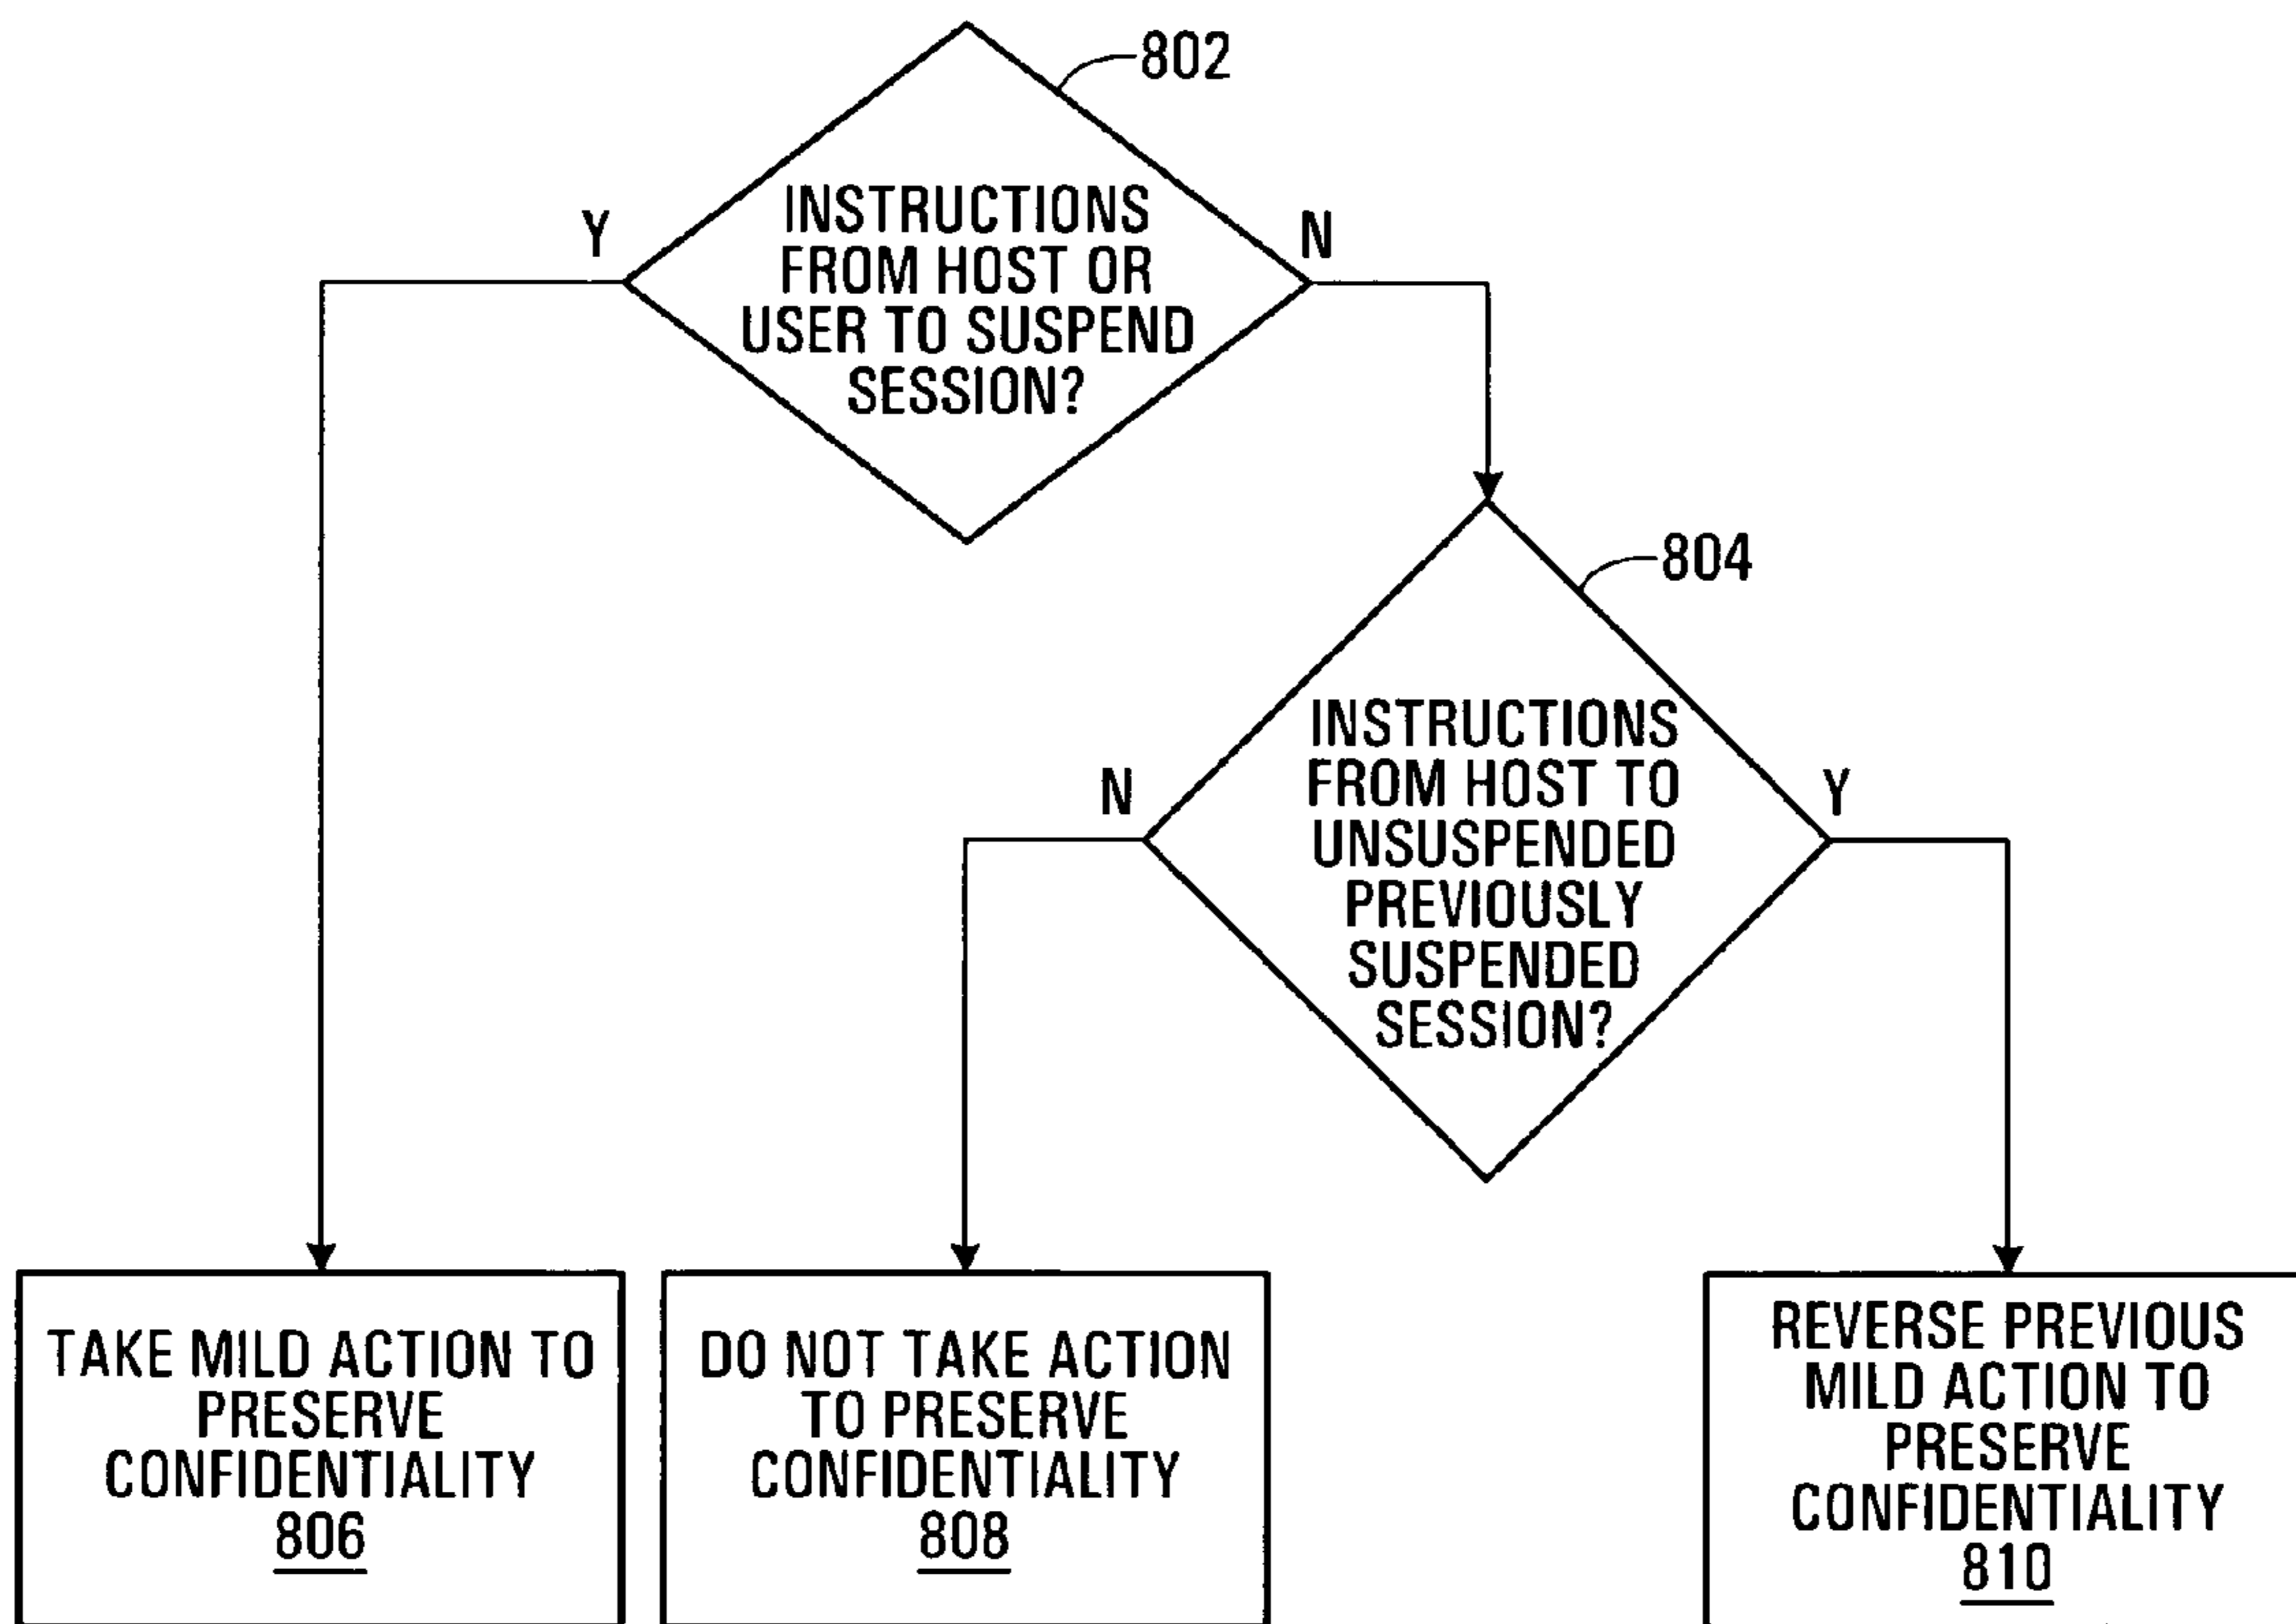 802
Y
N
INSTRUCTIONS
FROM HOST OR
USER TO SUSPEND
SESSION?
804
N
Y
INSTRUCTIONS
FROM HOST TO
UNSUSPENDED
PREVIOUSLY
SUSPENDED
SESSION?
TAKE MILD ACTION TO
PRESERVE
CONFIDENTIALITY
806
DO NOT TAKE ACTION
TO PRESERVE
CONFIDENTIALITY
808
REVERSE PREVIOUS
MILD ACTION TO
PRESERVE
CONFIDENTIALITY
810